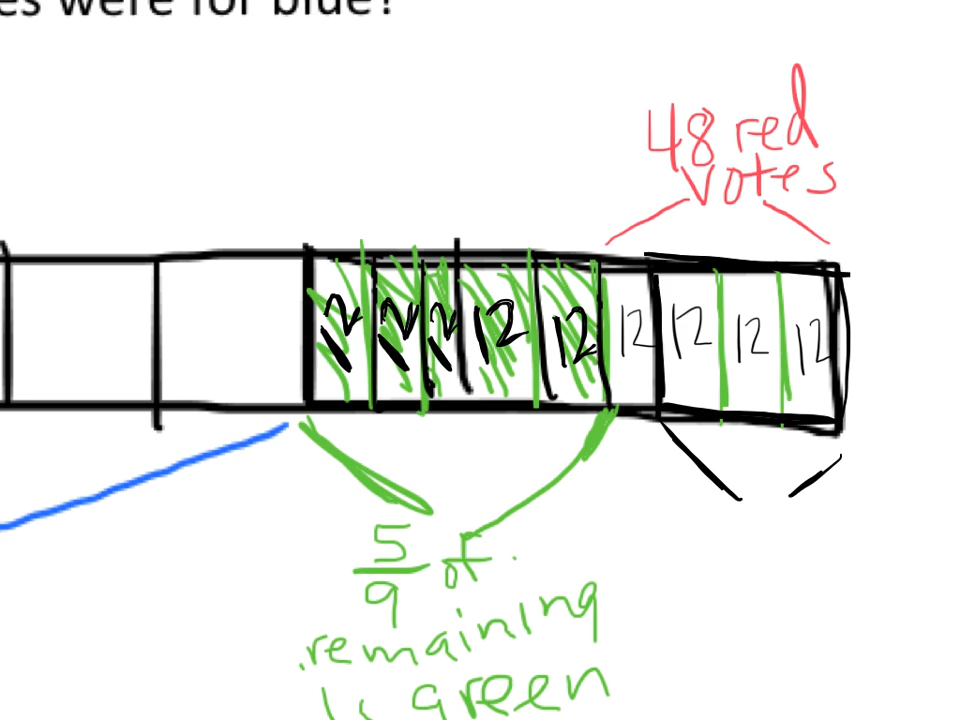 es were for blue?
48 red
votes
12 12 12 12 12 12 12 12 12
5
9 of
remaining
is green